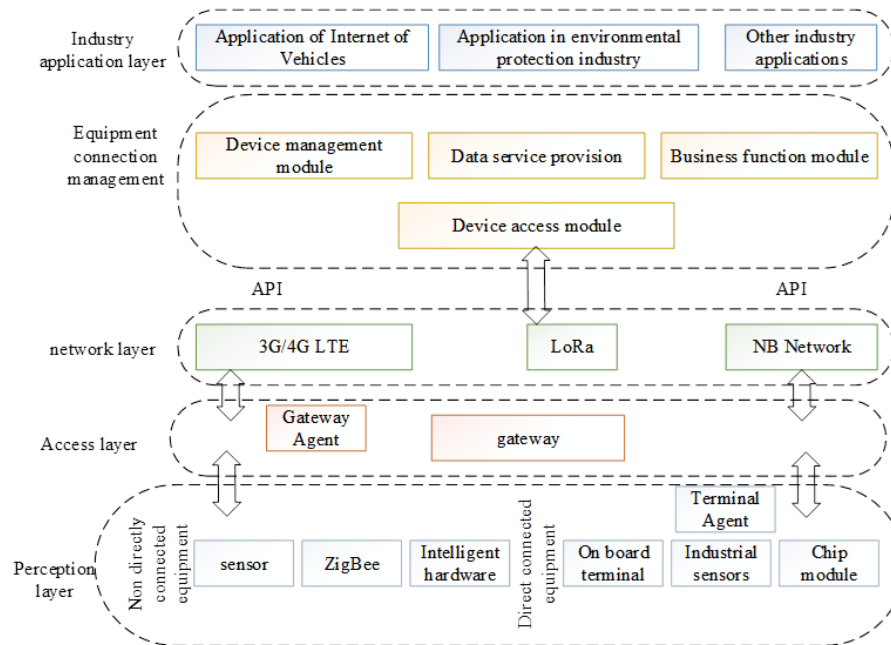 Industry
application layer
Application of Internet of
Vehicles
Application in environmental
protection industry
Other industry
applications
Equipment
connection
management
Device management
module
Data service provision
Business function module
Device access module
API
API
network layer
3G/4G LTE
LoRa
NB Network
Access layer
Gateway
Agent
gateway
Perception
layer
Non directly
connected
equipment
sensor
ZigBee
Intelligent
hardware
Direct connected
equipment
On board
terminal
Terminal
Agent
Industrial
sensors
Chip
module